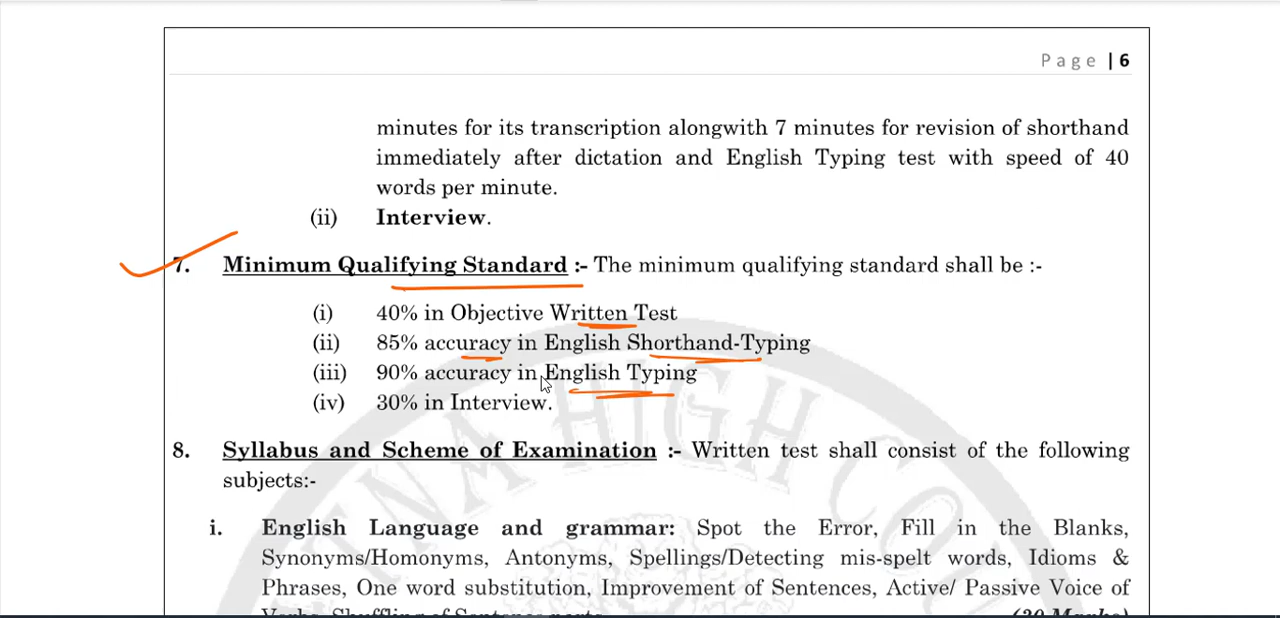 Page | 6
minutes for its transcription alongwith 7 minutes for revision of shorthand
immediately after dictation and English Typing test with speed of 40
words per minute.
(ii) Interview.
7. Minimum Qualifying Standard :- The minimum qualifying standard shall be :-
(i) 40% in Objective Written Test
(ii) 85% accuracy in English Shorthand-Typing
(iii) 90% accuracy in English Typing
(iv) 30% in Interview.
8. Syllabus and Scheme of Examination :- Written test shall consist of the following
subjects:-
i. English Language and grammar: Spot the Error, Fill in the Blanks,
Synonyms/Homonyms, Antonyms, Spellings/Detecting mis-spelt words, Idioms &
Phrases, One word substitution, Improvement of Sentences, Active/ Passive Voice of